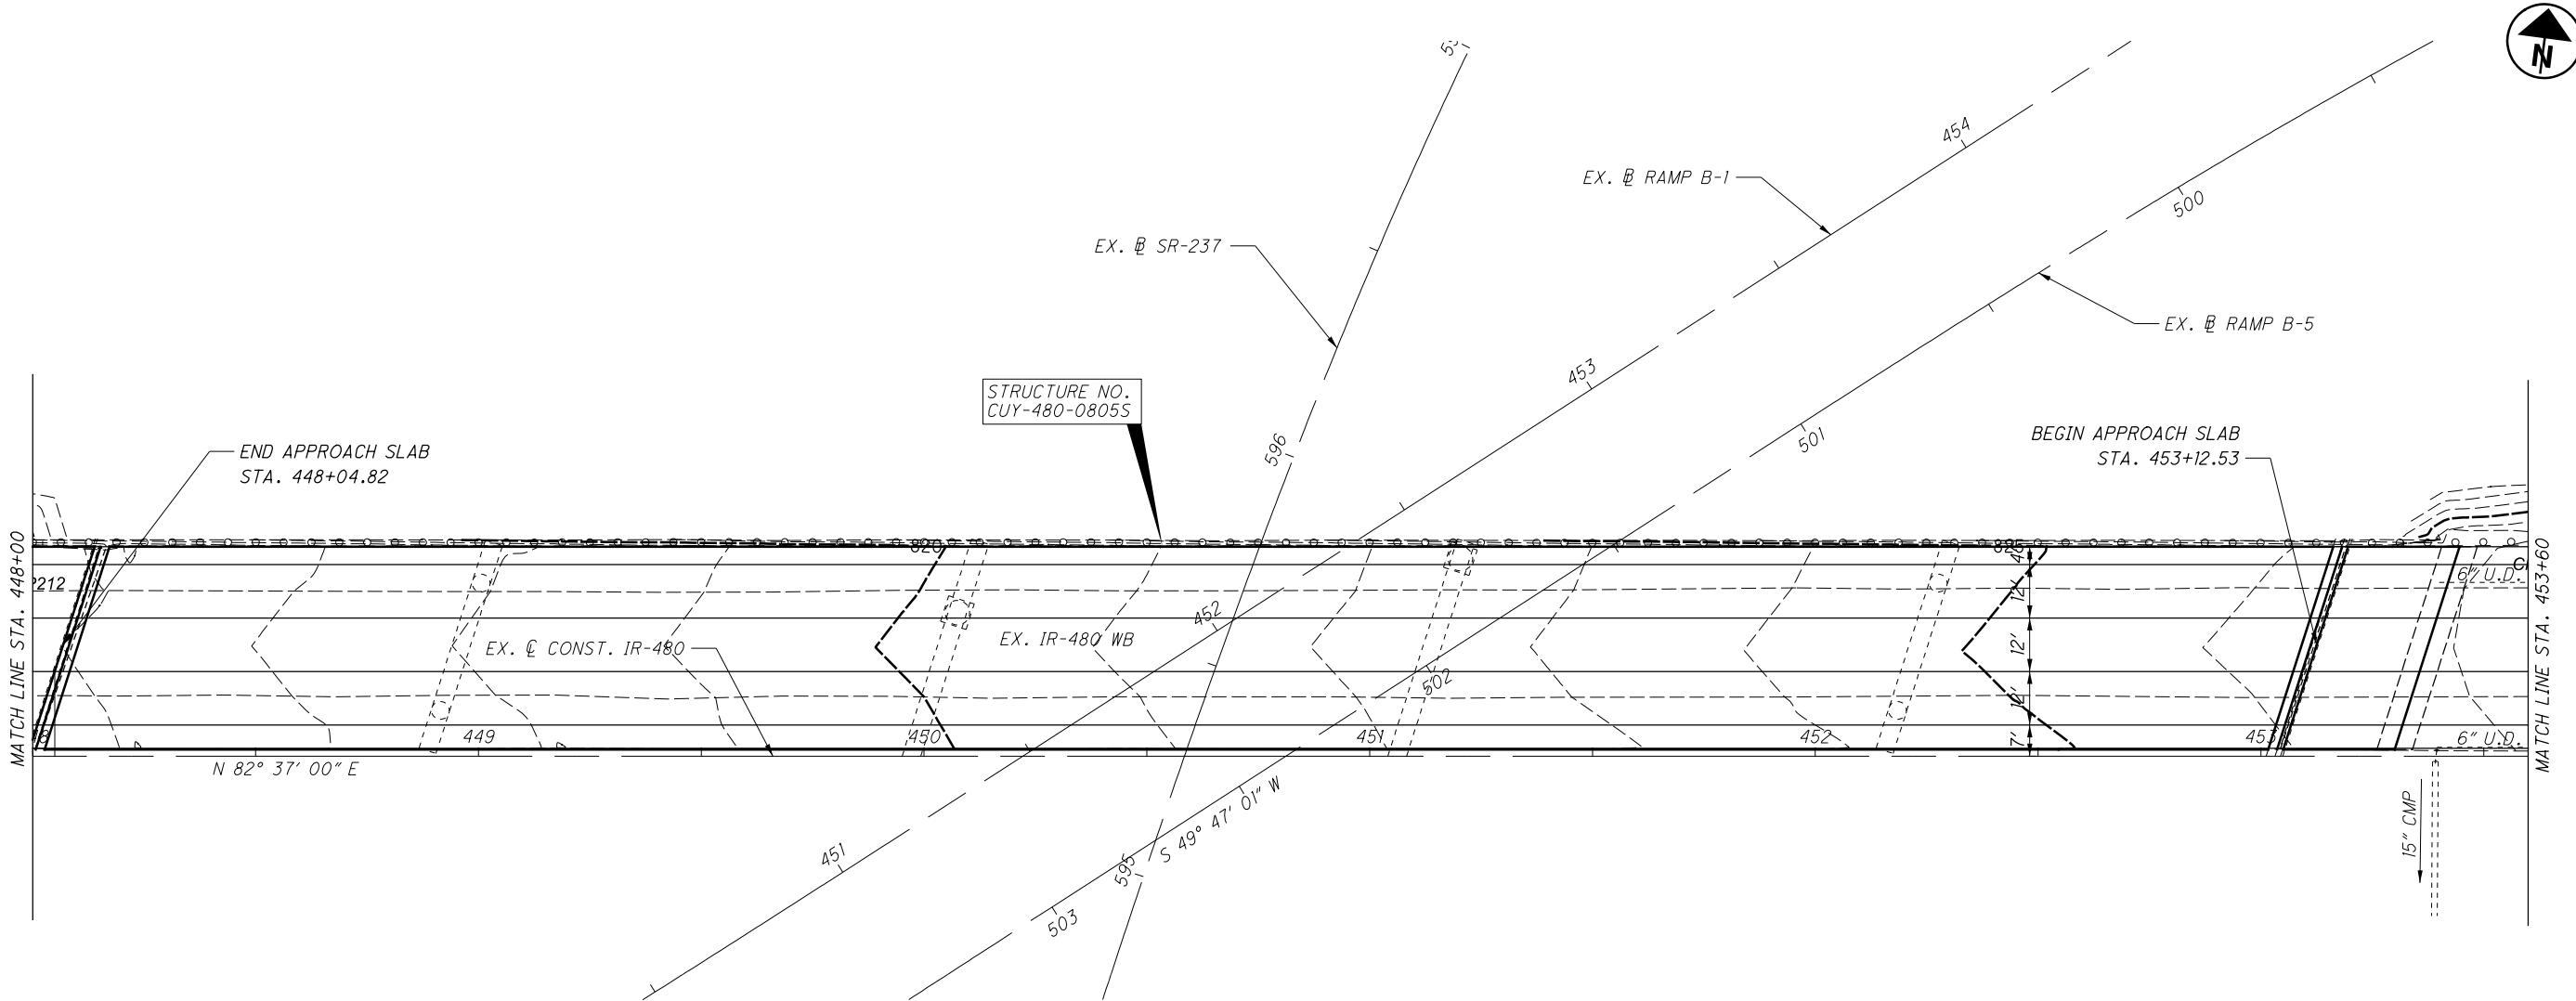 N
454
EX. ⅊ RAMP B-1
500
EX. ⅊ SR-237
EX. ⅊ RAMP B-5
453
STRUCTURE NO.
CUY-480-0805S
501
BEGIN APPROACH SLAB
STA. 453+12.53
END APPROACH SLAB
STA. 448+04.82
596
MATCH LINE STA. 448+00
MATCH LINE STA. 453+60
820
6" U.D.
12'
452
12'
EX. ℄ CONST. IR-480
EX. IR-480 WB
502
12'
7'
449
450
451
452
453
6" U.D.
N 82° 37' 00" E
S 49° 47' 01" W
15" CMP
451
595
503